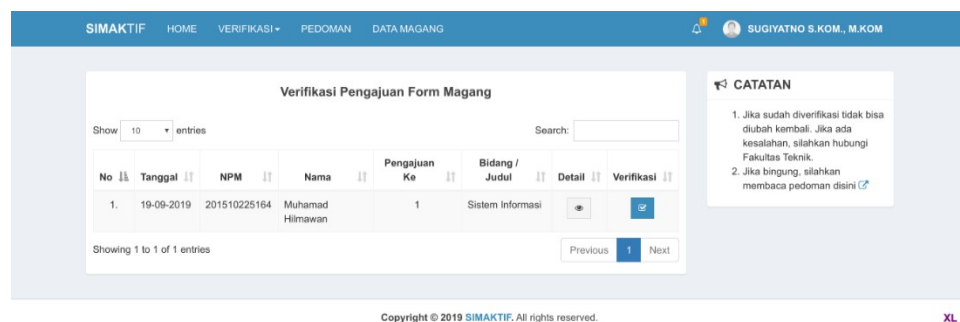 SIMAKTIF HOME VERIFIKASI PEDOMAN DATA MAGANG 1 SUGIYATNO S.KOM., M.KOM
Verifikasi Pengajuan Form Magang
Show 10 entries Search:
No Tanggal NPM Nama Pengajuan Ke Bidang / Judul Detail Verifikasi
1. 19-09-2019 201510225164 Muhamad Hilmawan 1 Sistem Informasi
Showing 1 to 1 of 1 entries Previous 1 Next
CATATAN
1. Jika sudah diverifikasi tidak bisa
diubah kembali. Jika ada
kesalahan, silahkan hubungi
Fakultas Teknik.
2. Jika bingung, silahkan
membaca pedoman disini
Copyright © 2019 SIMAKTIF. All rights reserved.
XL